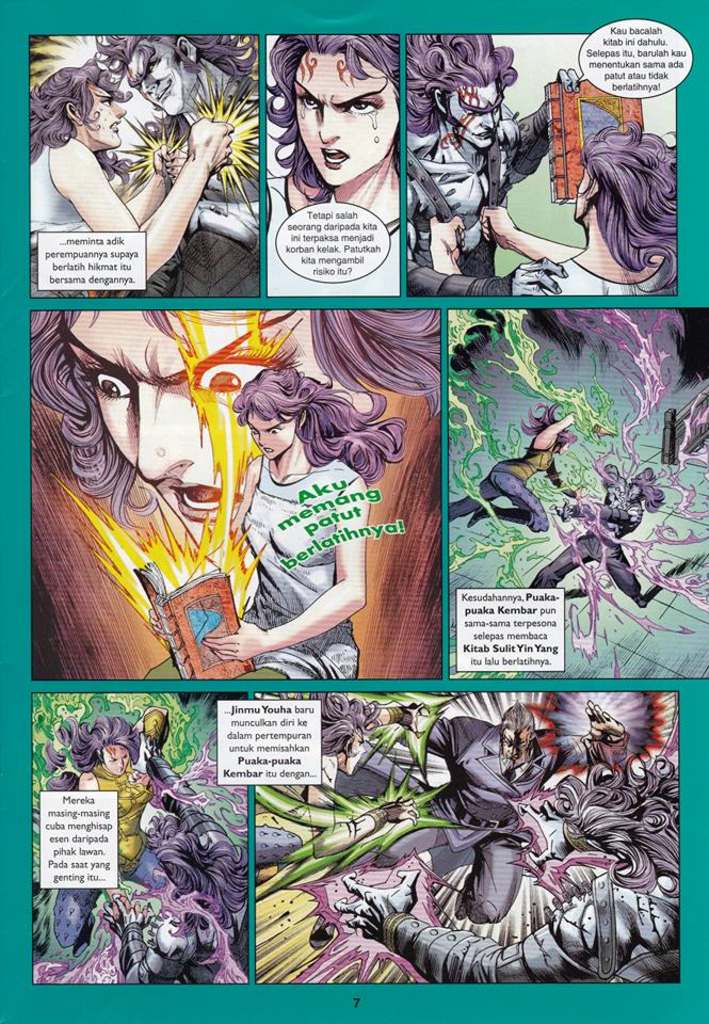 ...meminta adik
perempuannya supaya
berlatih hikmat itu
bersama dengannya.
Tetapi salah
seorang daripada kita
ini terpaksa menjadi
korban kelak. Patutkah
kita mengambil
risiko itu?
Kau bacalah
kitab ini dahulu.
Selepas itu, barulah kau
menentukan sama ada
patut atau tidak
berlatihnya!
Aku
memang
patut
berlatihnya!
Kesudahannya, Puaka-
puaka Kembar pun
sama-sama terpesona
selepas membaca
Kitab Sulit Yin Yang
itu lalu berlatihnya.
Mereka
masing-masing
cuba menghisap
esen daripada
pihak lawan.
Pada saat yang
genting itu...
...Jinmu Youha baru
munculkan diri ke
dalam pertempuran
untuk memisahkan
Puaka-puaka
Kembar itu dengan...
7